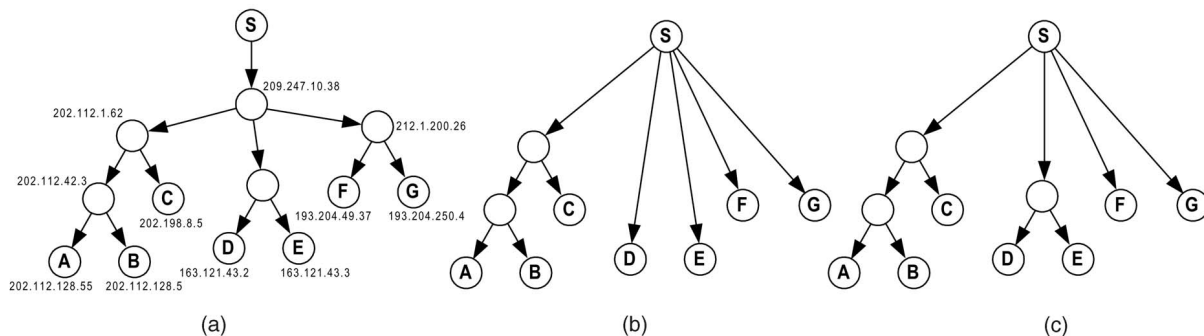 S
209.247.10.38
202.112.1.62
212.1.200.26
202.112.42.3
C
F
G
202.198.8.5
193.204.49.37
193.204.250.4
A
B
D
E
202.112.128.55
202.112.128.5
163.121.43.2
163.121.43.3
(a)
S
C
F
G
A
B
D
E
(b)
S
C
F
G
A
B
D
E
(c)